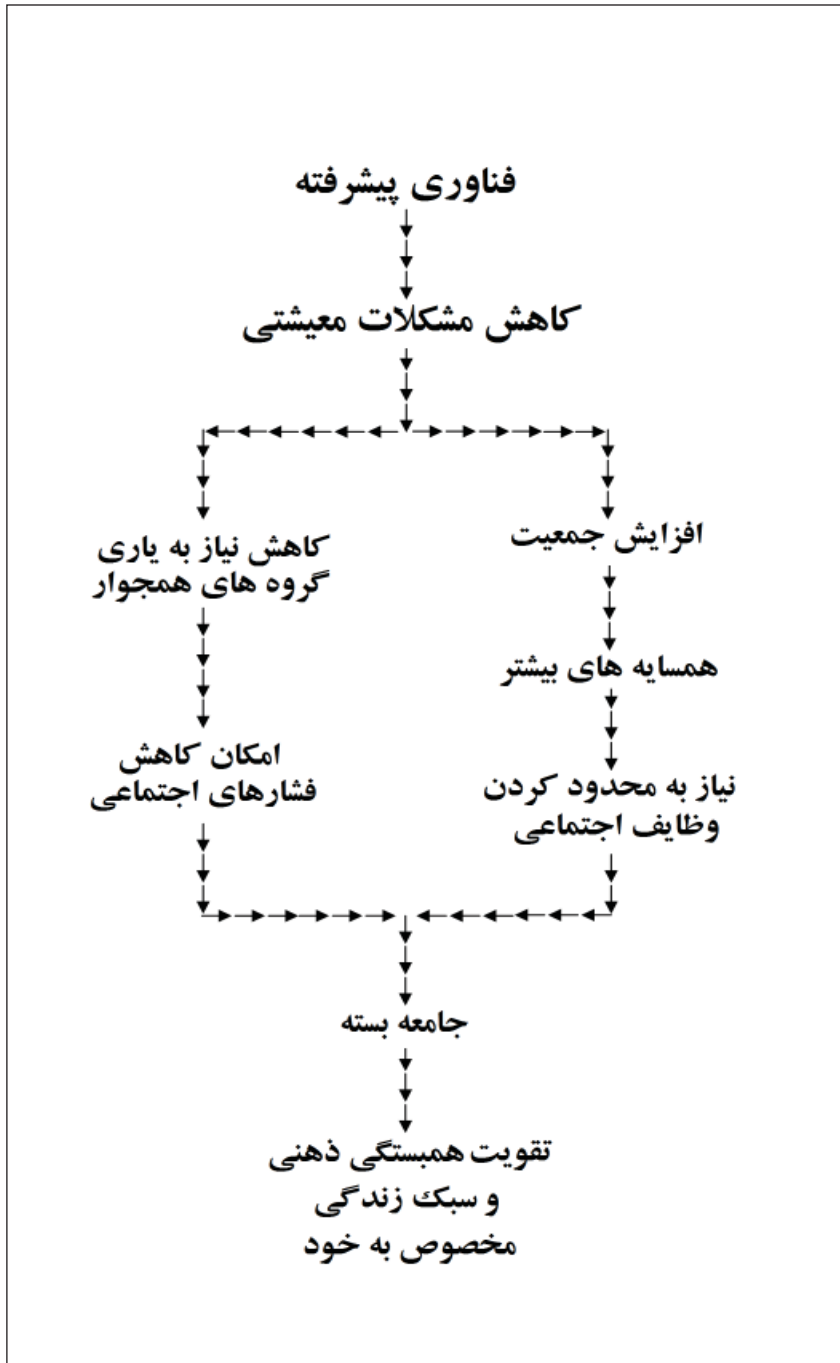 فناوری پیشرفته
کاهش مشکلات معیشتی
افزایش جمعیت
همسایه های بیشتر
نیاز به محدود کردن
وظایف اجتماعی
کاهش نیاز به یاری
گروه های همجوار
امکان کاهش
فشارهای اجتماعی
جامعه بسته
تقویت همبستگی ذهنی
و سبک زندگی
مخصوص به خود